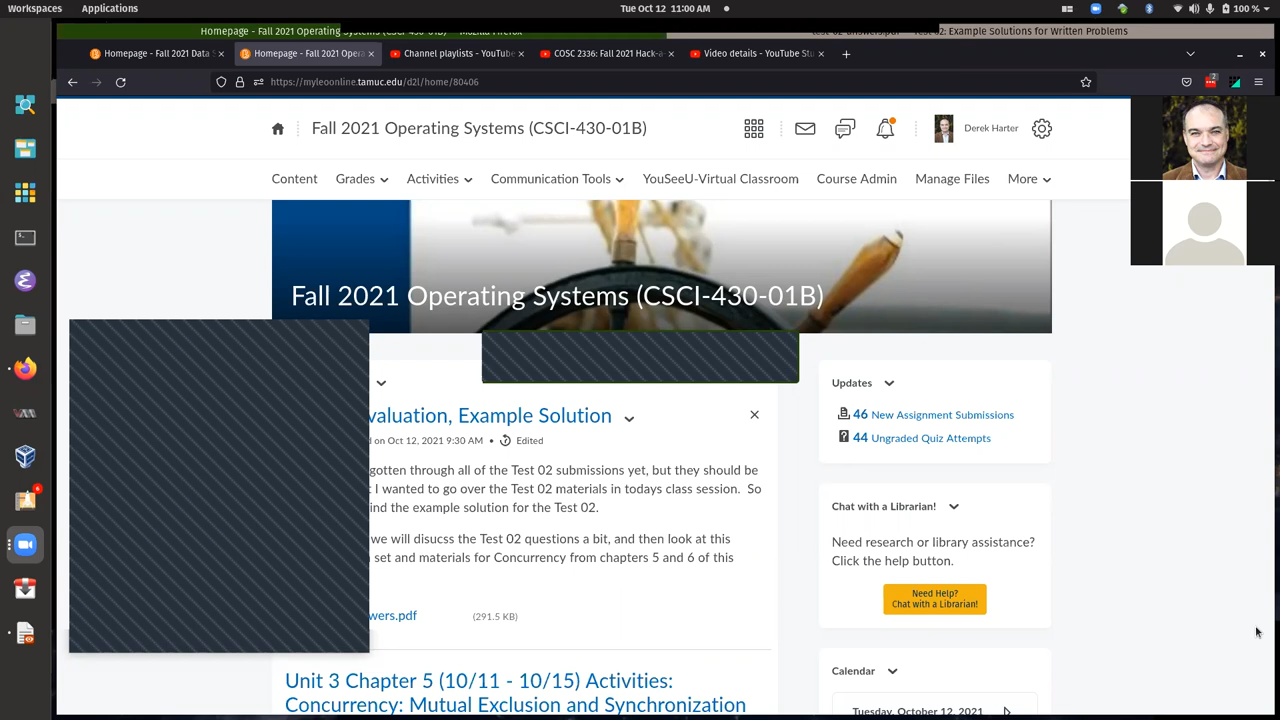 Workspaces Applications Tue Oct 12 11:00 AM 100 %
Homepage - Fall 2021 Operating Systems Example Solutions for Written Problems
Homepage - Fall 2021 Data S Homepage - Fall 2021 Opera Channel playlists - YouTube COSC 2336: Fall 2021 Hack-a- Video details - YouTube Stu
https://myleoonline.tamuc.edu/d2l/home/80406 2
Fall 2021 Operating Systems (CSCI-430-01B) Derek Harter
Content Grades Activities Communication Tools YouSeeU-Virtual Classroom Course Admin Manage Files More
Fall 2021 Operating Systems (CSCI-430-01B)
valuation, Example Solution
d on Oct 12, 2021 9:30 AM • Edited
gotten through all of the Test 02 submissions yet, but they should be
t I wanted to go over the Test 02 materials in todays class session. So
ind the example solution for the Test 02.
we will disucss the Test 02 questions a bit, and then look at this
set and materials for Concurrency from chapters 5 and 6 of this
wers.pdf (291.5 KB)
Unit 3 Chapter 5 (10/11 - 10/15) Activities:
Concurrency: Mutual Exclusion and Synchronization
Updates
46 New Assignment Submissions
44 Ungraded Quiz Attempts
Chat with a Librarian!
Need research or library assistance?
Click the help button.
Need Help?
Chat with a Librarian!
Calendar
Tuesday, October 12, 2021
6